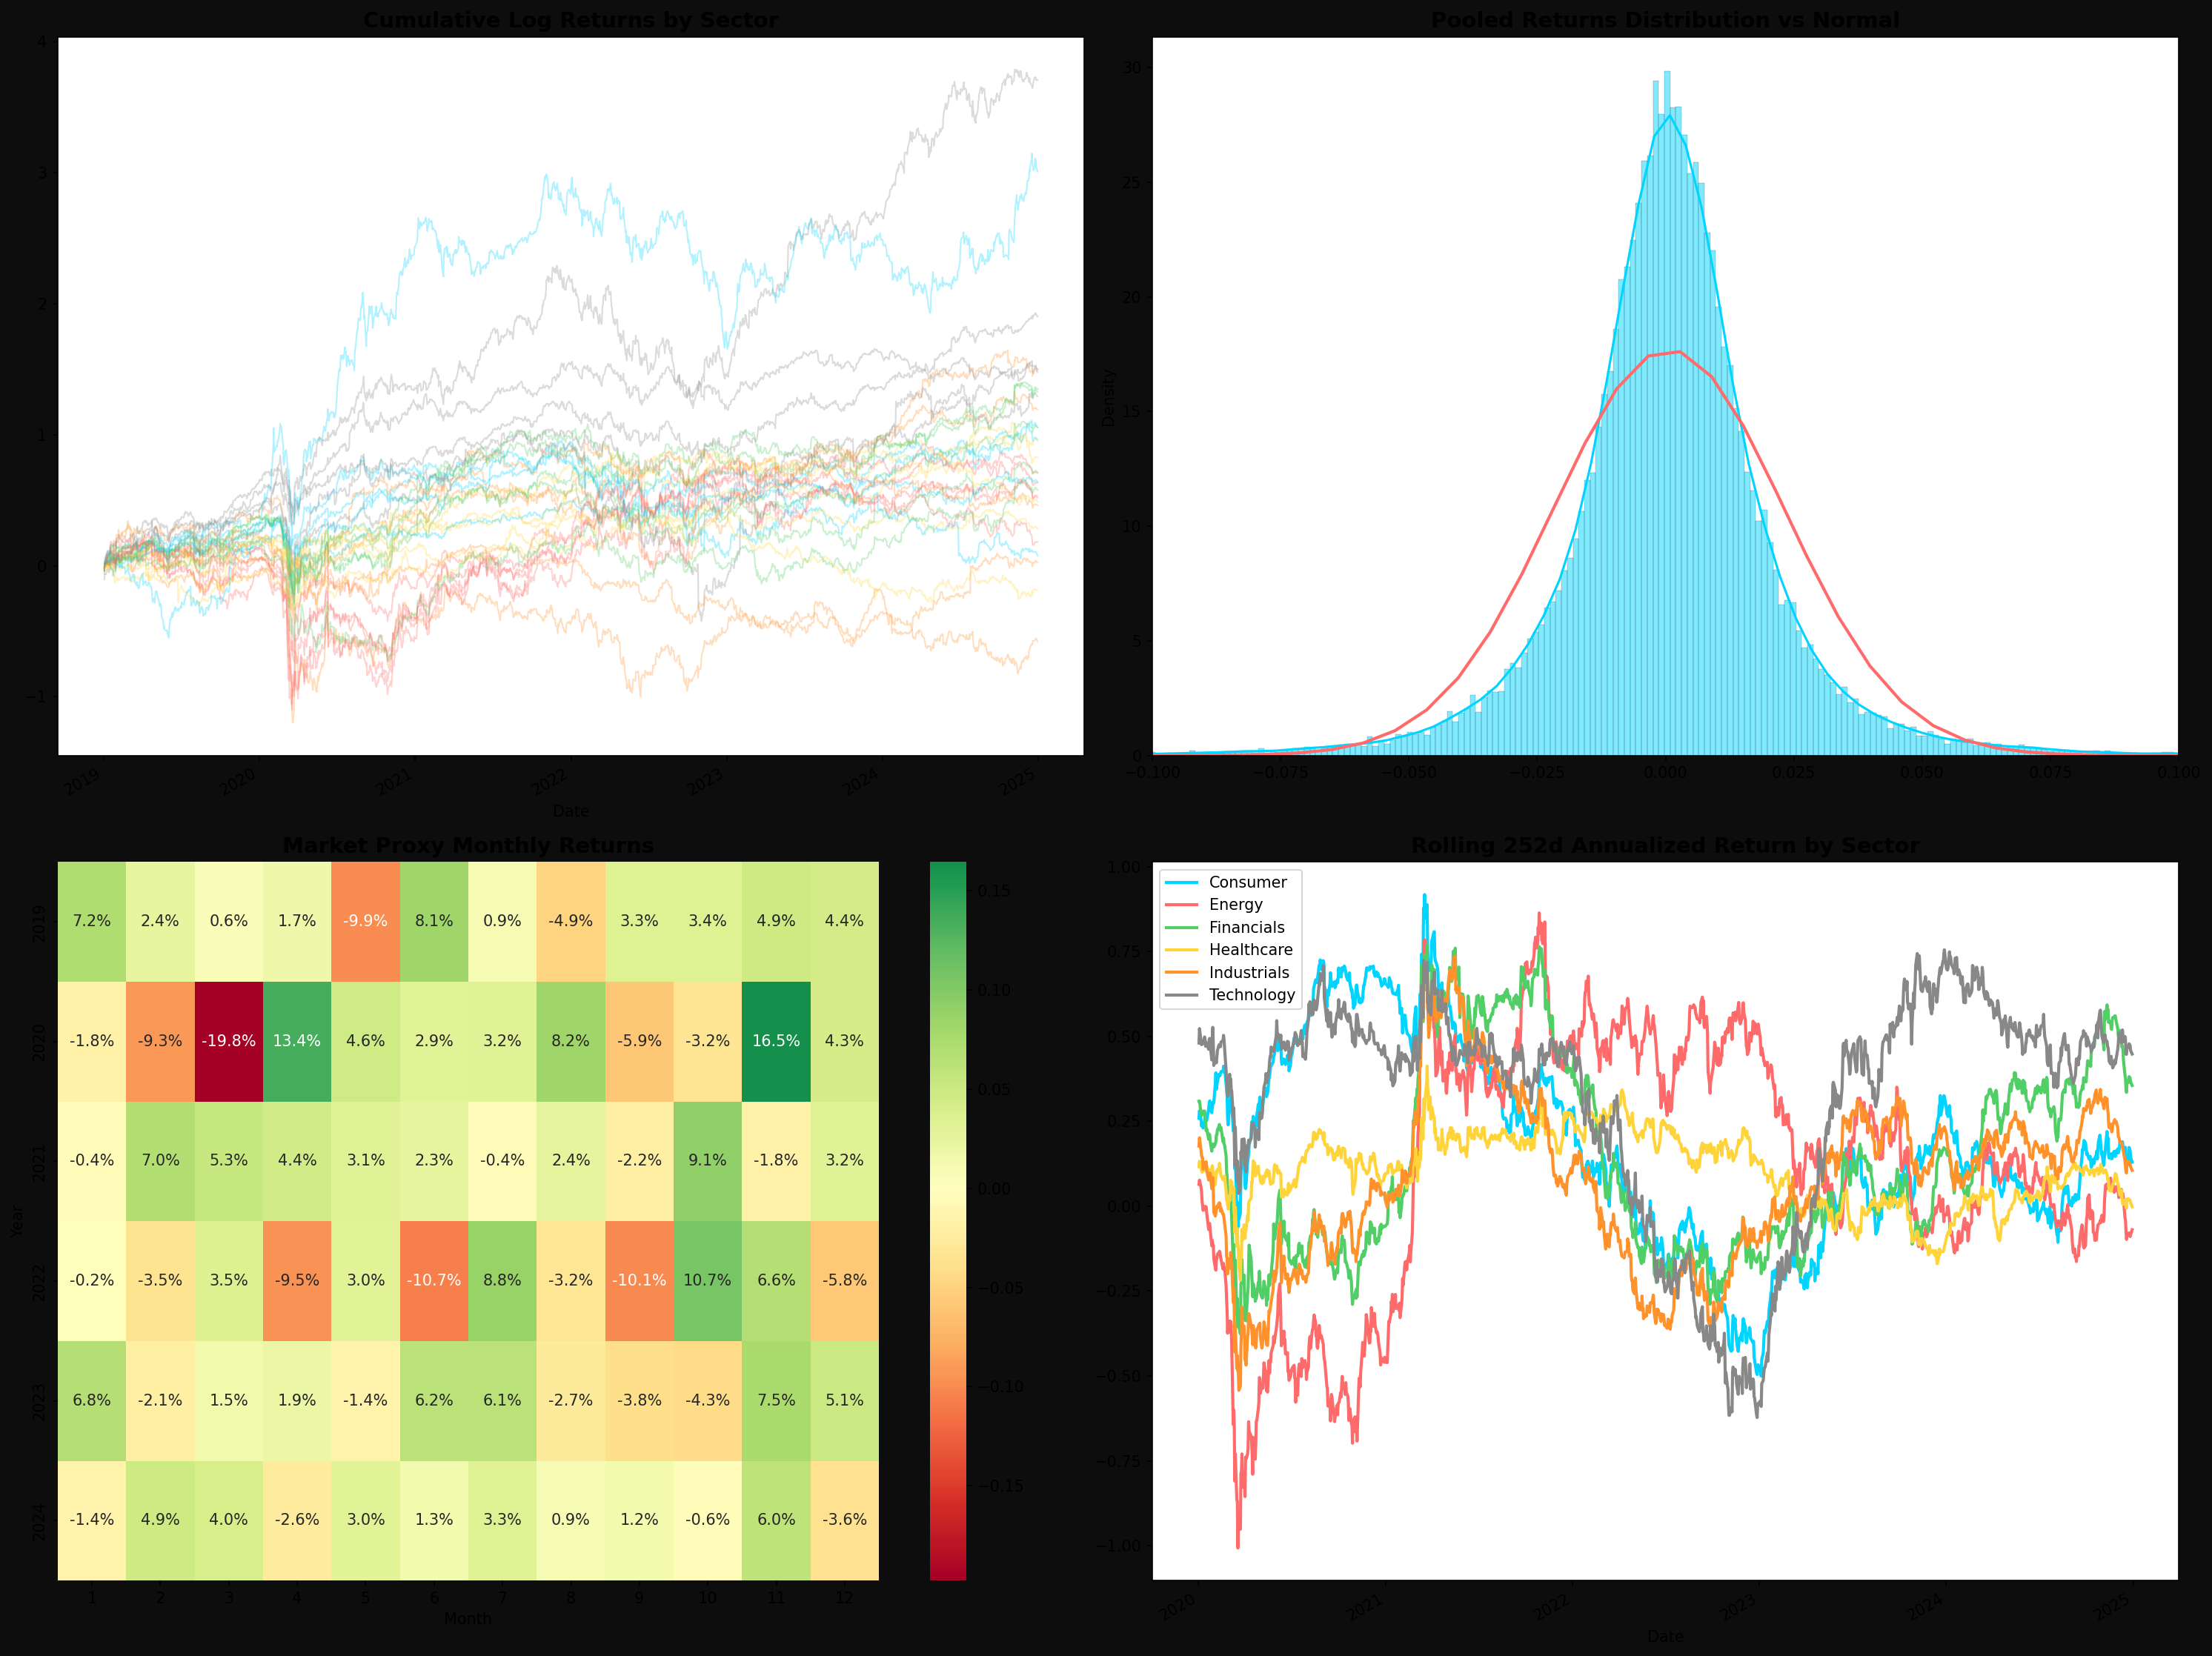 Cumulative Log Returns by Sector
4
3
2
1
0
−1
2019
2020
2021
2022
2023
2024
2025
Date
Pooled Returns Distribution vs Normal
Density
30
25
20
15
10
5
0
−0.100
−0.075
−0.050
−0.025
0.000
0.025
0.050
0.075
0.100
Market Proxy Monthly Returns
Year
2019 7.2% 2.4% 0.6% 1.7% -9.9% 8.1% 0.9% -4.9% 3.3% 3.4% 4.9% 4.4%
2020 -1.8% -9.3% -19.8% 13.4% 4.6% 2.9% 3.2% 8.2% -5.9% -3.2% 16.5% 4.3%
2021 -0.4% 7.0% 5.3% 4.4% 3.1% 2.3% -0.4% 2.4% -2.2% 9.1% -1.8% 3.2%
2022 -0.2% -3.5% 3.5% -9.5% 3.0% -10.7% 8.8% -3.2% -10.1% 10.7% 6.6% -5.8%
2023 6.8% -2.1% 1.5% 1.9% -1.4% 6.2% 6.1% -2.7% -3.8% -4.3% 7.5% 5.1%
2024 -1.4% 4.9% 4.0% -2.6% 3.0% 1.3% 3.3% 0.9% 1.2% -0.6% 6.0% -3.6%
1 2 3 4 5 6 7 8 9 10 11 12
Month
0.15
0.10
0.05
0.00
−0.05
−0.10
−0.15
Rolling 252d Annualized Return by Sector
1.00
0.75
0.50
0.25
0.00
−0.25
−0.50
−0.75
−1.00
Consumer
Energy
Financials
Healthcare
Industrials
Technology
2020
2021
2022
2023
2024
2025
Date